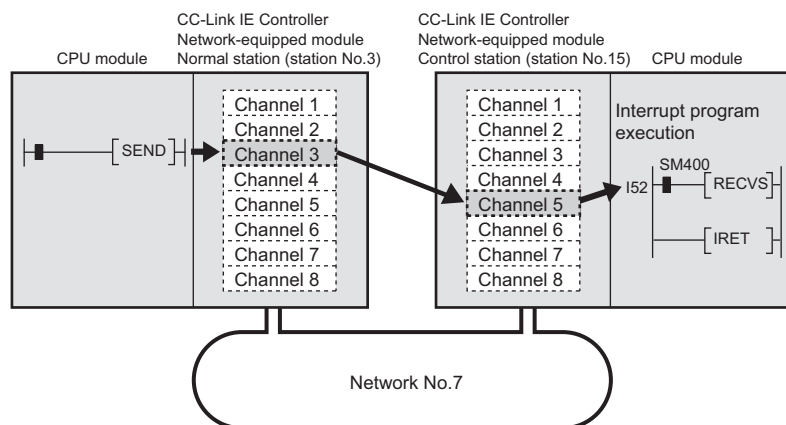 CC-Link IE Controller
Network-equipped module
Normal station (station No.3)
CC-Link IE Controller
Network-equipped module
Control station (station No.15)
CPU module
CPU module
SEND
Channel 1
Channel 2
Channel 3
Channel 4
Channel 5
Channel 6
Channel 7
Channel 8
Channel 1
Channel 2
Channel 3
Channel 4
Channel 5
Channel 6
Channel 7
Channel 8
Interrupt program
execution
SM400
I52
RECVS
IRET
Network No.7